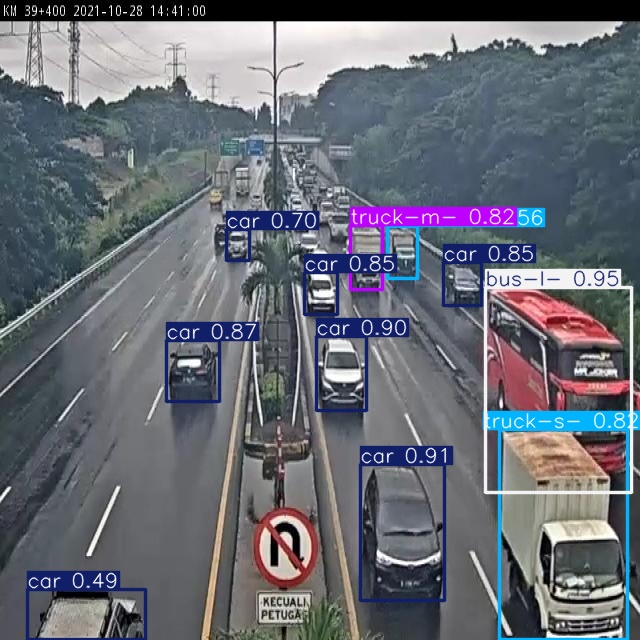 KM 39+400 2021-10-28 14:41:00
car 0.70
truck-m- 0.82
56
car 0.85
car 0.85
bus-l- 0.95
car 0.87
car 0.90
truck-s- 0.82
car 0.91
car 0.49
KECUALI
PETUGAS